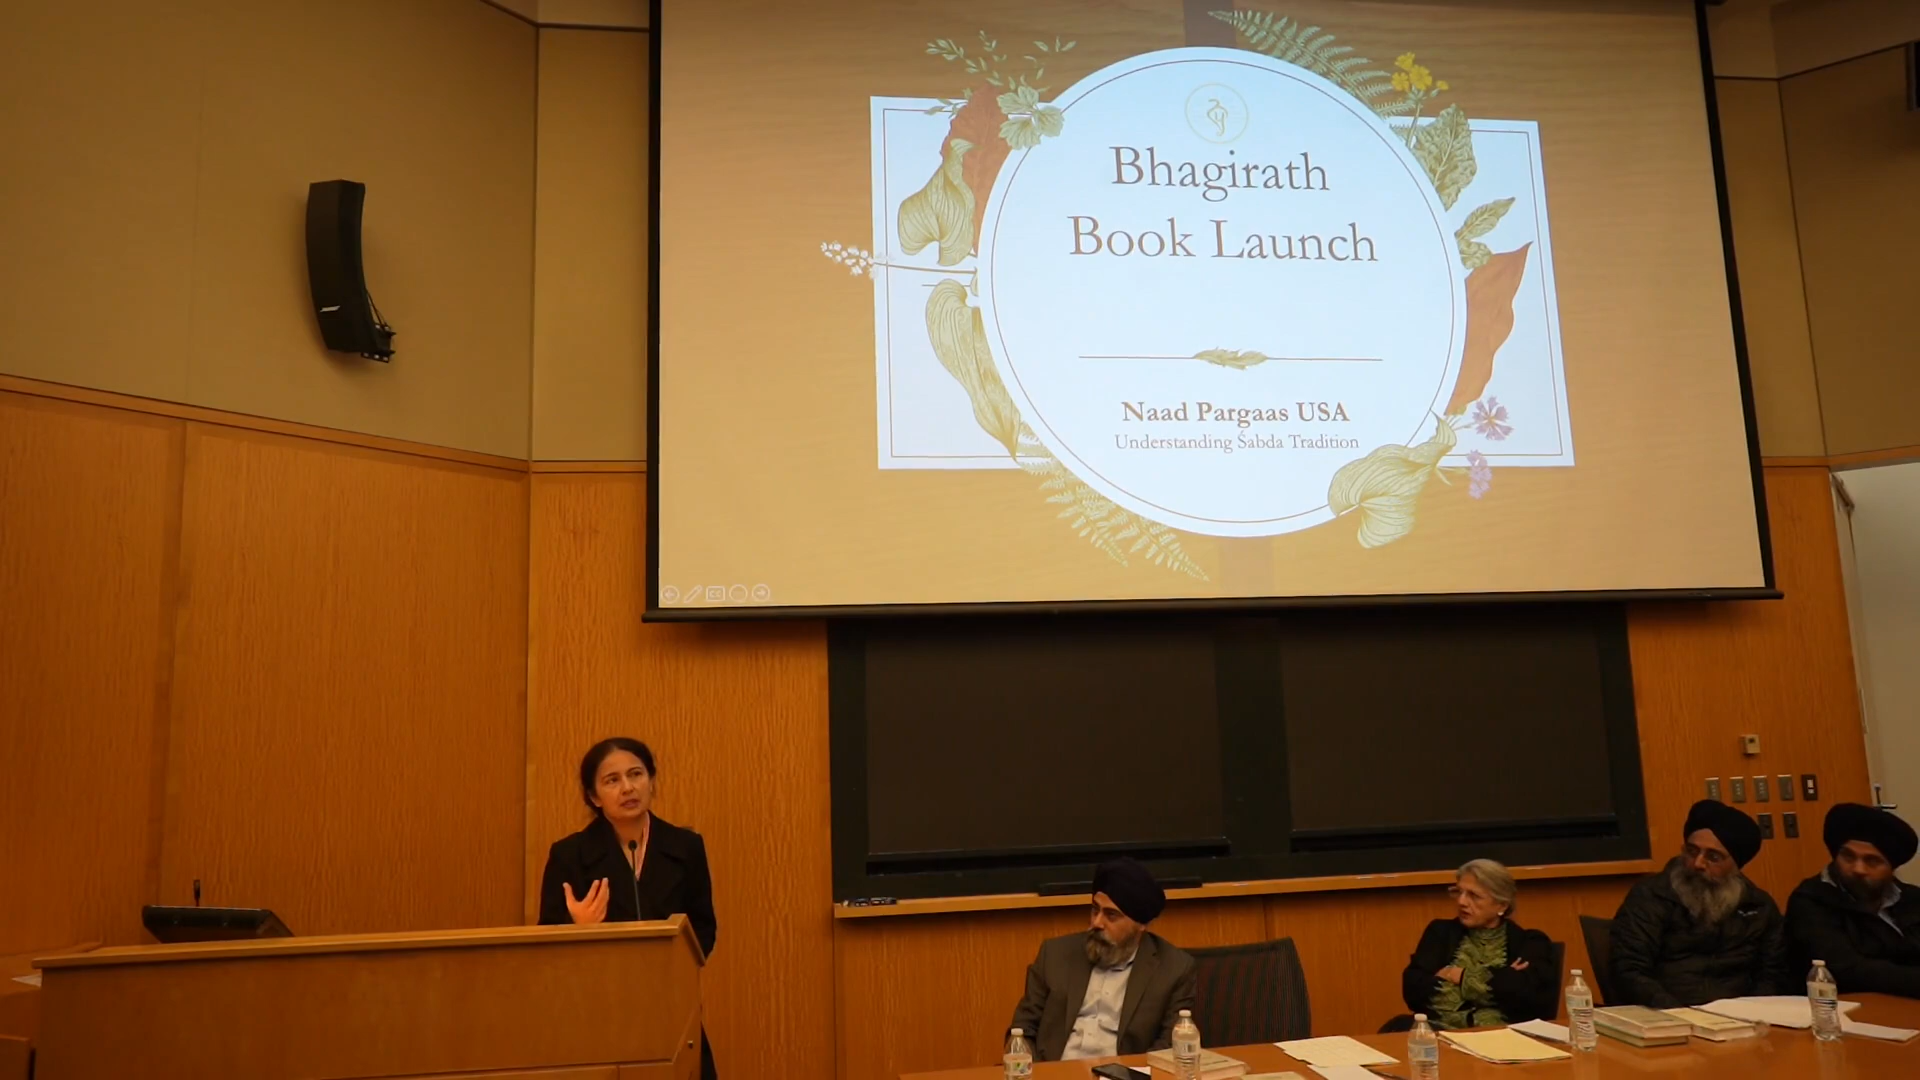 Bhagirath
Book Launch
Naad Pargaas USA
Understanding Śabda Tradition